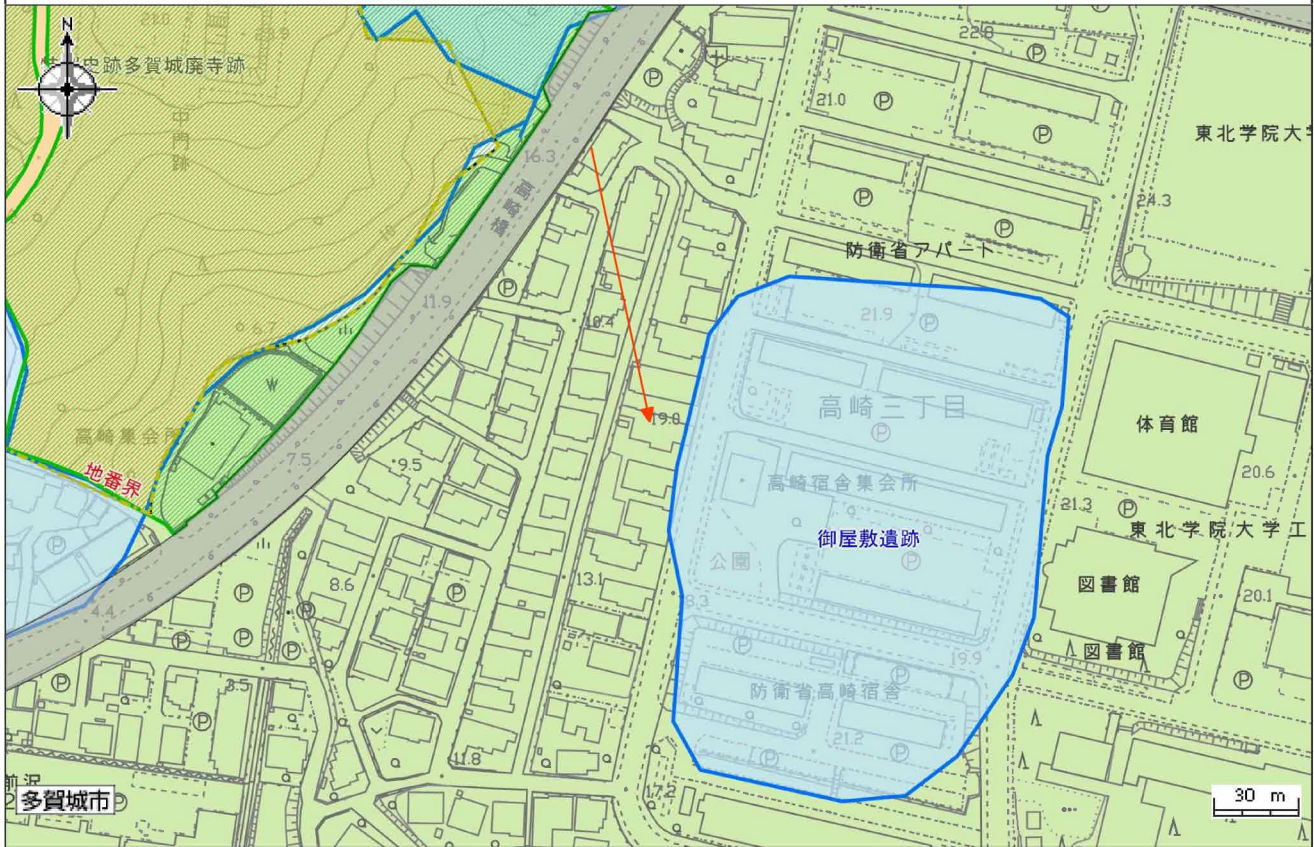 N
史跡多賀城廃寺跡
中門跡
22.8
21.0
P
P
P
P
東北学院大
16.3
高崎橋
24.3
P
P
防衛省アパート
11.9
P
21.9
P
6.7
10.4
高崎三丁目
19.0
P
体育館
高崎集会所
地番界
7.5
9.5
20.6
高崎宿舎集会所
21.3
P
東北学院大学工
御屋敷遺跡
P
公園
P
8.6
13.1
図書館
20.1
P
P
4.4
P
P
P
P
図書館
P
19.9
P
P
3.5
P
防衛省高崎宿舎
P
P
21.2
P
P
11.8
前沢
多賀城市
P
17.2
30 m